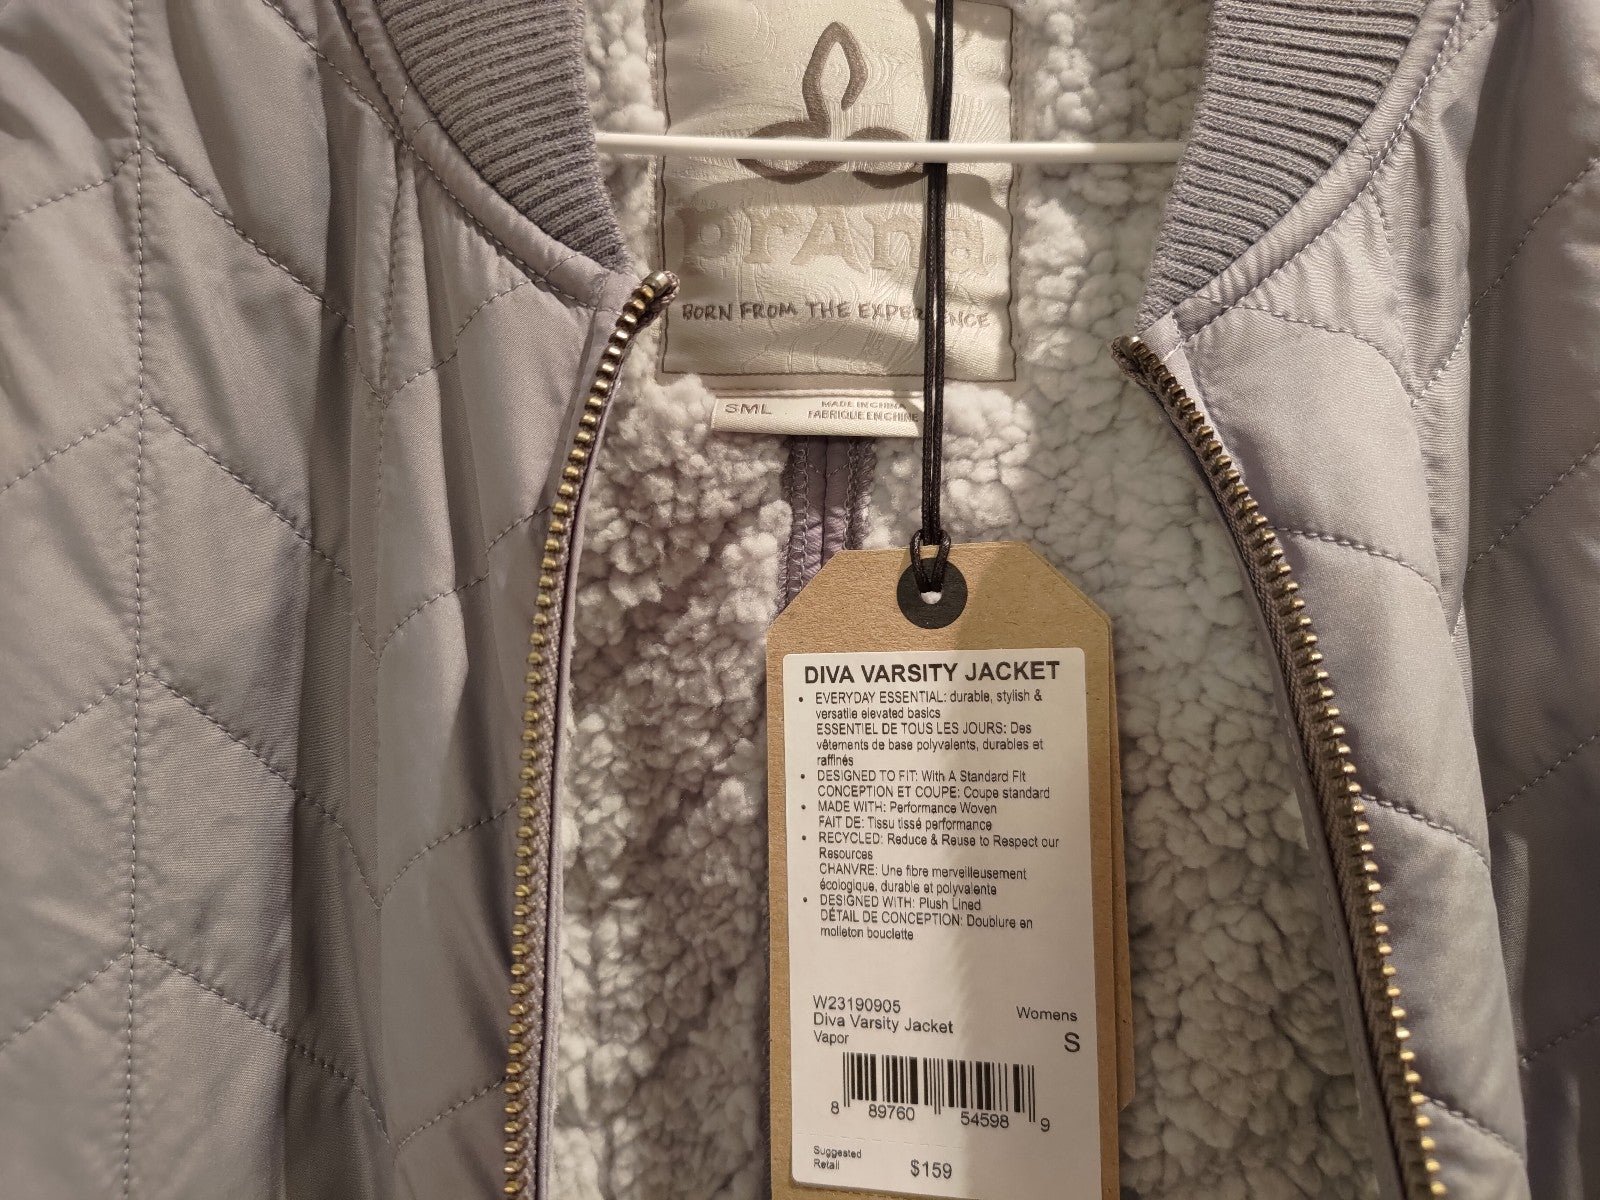 prAna
BORN FROM THE EXPERIENCE
SML
MADE IN CHINA
FABRIQUE EN CHINE
DIVA VARSITY JACKET
• EVERYDAY ESSENTIAL: durable, stylish &
versatile elevated basics
ESSENTIEL DE TOUS LES JOURS: Des
vêtements de base polyvalents, durables et
raffinés
• DESIGNED TO FIT: With A Standard Fit
CONCEPTION ET COUPE: Coupe standard
• MADE WITH: Performance Woven
FAIT DE: Tissu tissé performance
• RECYCLED: Reduce & Reuse to Respect our
Resources
CHANVRE: Une fibre merveilleusement
écologique, durable et polyvalente
• DESIGNED WITH: Plush Lined
DÉTAIL DE CONCEPTION: Doublure en
molleton bouclette
W23190905
Diva Varsity Jacket
Vapor
Womens
S
8 89760 54598 9
Suggested
Retail
$159